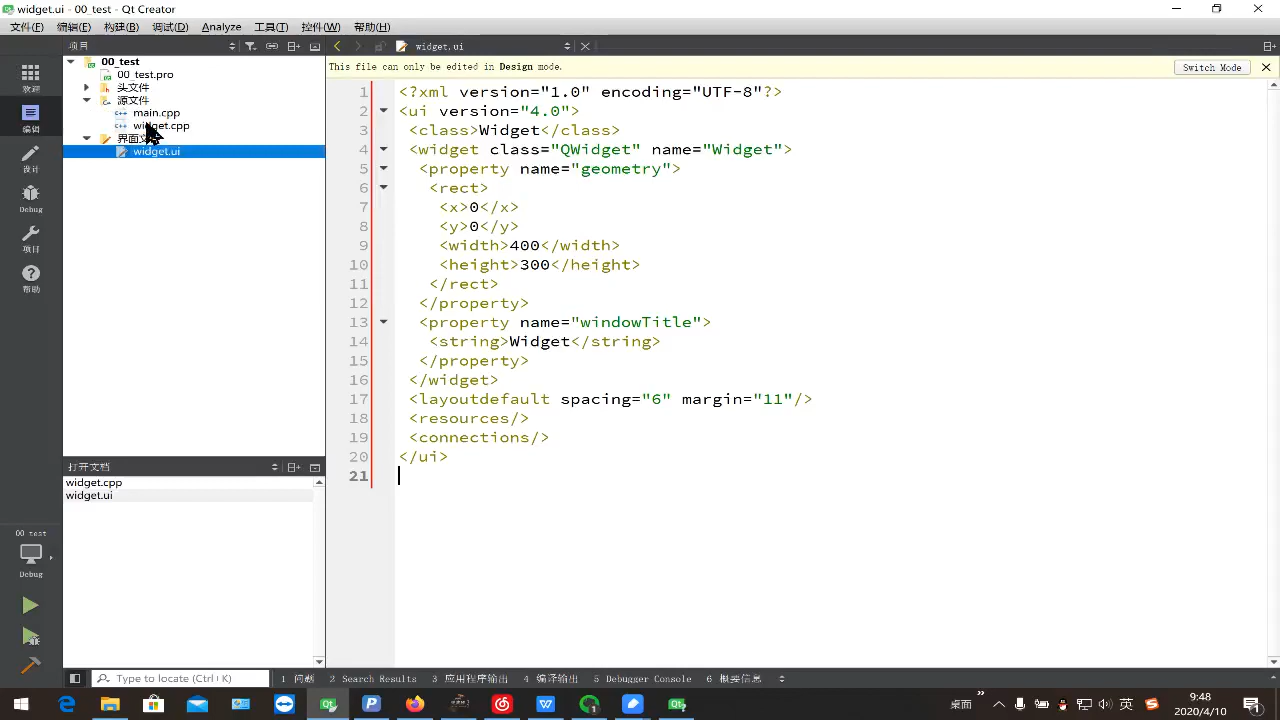 widget.ui - 00_test - Qt Creator
文件(F) 编辑(E) 构建(B) 调试(D) Analyze 工具(T) 控件(W) 帮助(H)
项目
widget.ui
This file can only be edited in Design mode.
Switch Mode
00_test
00_test.pro
头文件
源文件
main.cpp
widget.cpp
界面文
widget.ui
欢迎
编辑
设计
Debug
项目
帮助
1 <?xml version="1.0" encoding="UTF-8"?>
2 <ui version="4.0">
3 <class>Widget</class>
4 <widget class="QWidget" name="Widget">
5 <property name="geometry">
6 <rect>
7 <x>0</x>
8 <y>0</y>
9 <width>400</width>
10 <height>300</height>
11 </rect>
12 </property>
13 <property name="windowTitle">
14 <string>Widget</string>
15 </property>
16 </widget>
17 <layoutdefault spacing="6" margin="11"/>
18 <resources/>
19 <connections/>
20 </ui>
21
打开文档
widget.cpp
widget.ui
00 test
Debug
Type to locate (Ctrl+K)
1 问题 2 Search Results 3 应用程序输出 4 编译输出 5 Debugger Console 6 概要信息
桌面
英
9:48
2020/4/10